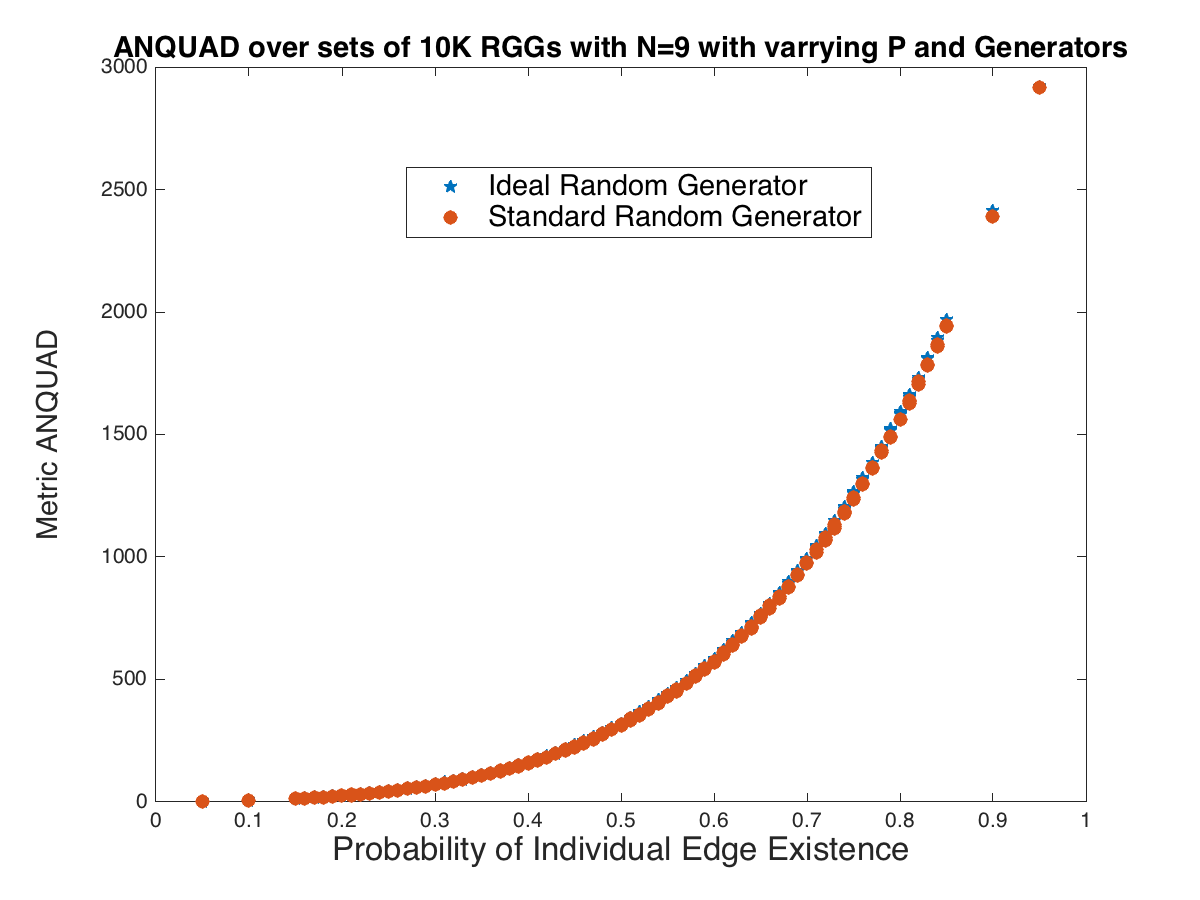 ANQUAD over sets of 10K RGGs with N=9 with varrying P and Generators
3000
2500
2000
1500
1000
500
0
Metric ANQUAD
Ideal Random Generator
Standard Random Generator
0 0.1 0.2 0.3 0.4 0.5 0.6 0.7 0.8 0.9 1
Probability of Individual Edge Existence